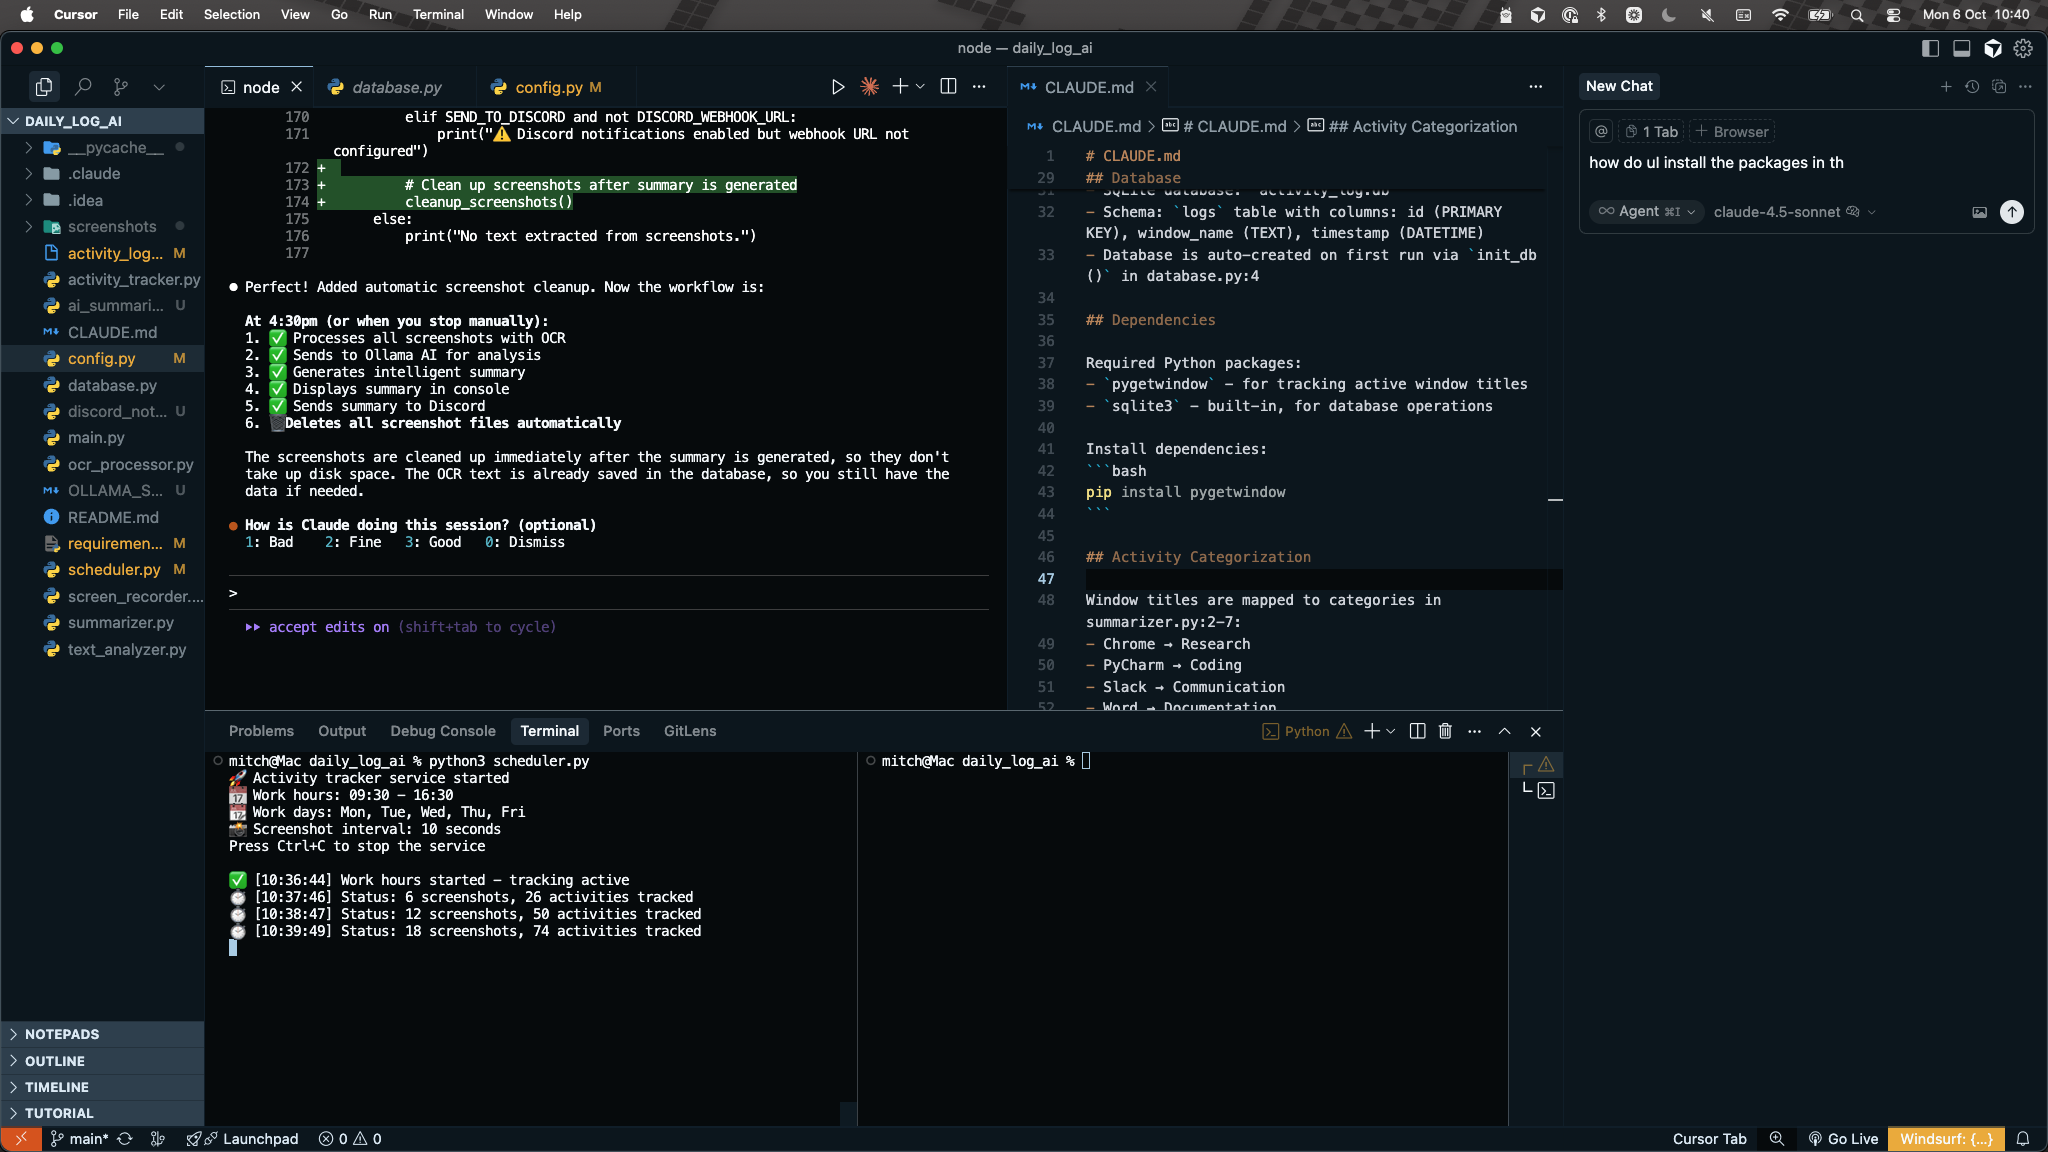 Cursor File Edit Selection View Go Run Terminal Window Help
Mon 6 Oct 10:40
node — daily_log_ai
DAILY_LOG_AI
__pycache__
.claude
.idea
screenshots
activity_log... M
activity_tracker.py
ai_summari... U
CLAUDE.md
config.py M
database.py
discord_not... U
main.py
ocr_processor.py
OLLAMA_S... U
README.md
requiremen... M
scheduler.py M
screen_recorder....
summarizer.py
text_analyzer.py
NOTEPADS
OUTLINE
TIMELINE
TUTORIAL
node
database.py
config.py M
170 elif SEND_TO_DISCORD and not DISCORD_WEBHOOK_URL:
171 print("⚠️ Discord notifications enabled but webhook URL not
configured")
172 +
173 + # Clean up screenshots after summary is generated
174 + cleanup_screenshots()
175 else:
176 print("No text extracted from screenshots.")
177
● Perfect! Added automatic screenshot cleanup. Now the workflow is:
At 4:30pm (or when you stop manually):
1. ✅ Processes all screenshots with OCR
2. ✅ Sends to Ollama AI for analysis
3. ✅ Generates intelligent summary
4. ✅ Displays summary in console
5. ✅ Sends summary to Discord
6. 🗑️Deletes all screenshot files automatically
The screenshots are cleaned up immediately after the summary is generated, so they don't
take up disk space. The OCR text is already saved in the database, so you still have the
data if needed.
● How is Claude doing this session? (optional)
1: Bad 2: Fine 3: Good 0: Dismiss
>
⏵⏵ accept edits on (shift+tab to cycle)
CLAUDE.md
CLAUDE.md > # CLAUDE.md > ## Activity Categorization
1 # CLAUDE.md
29 ## Database
31 - SQLite database: `activity_log.db`
32 - Schema: `logs` table with columns: id (PRIMARY
KEY), window_name (TEXT), timestamp (DATETIME)
33 - Database is auto-created on first run via `init_db
()` in database.py:4
34
35 ## Dependencies
36
37 Required Python packages:
38 - `pygetwindow` - for tracking active window titles
39 - `sqlite3` - built-in, for database operations
40
41 Install dependencies:
42 ```bash
43 pip install pygetwindow
44 ```
45
46 ## Activity Categorization
47
48 Window titles are mapped to categories in
summarizer.py:2-7:
49 - Chrome → Research
50 - PyCharm → Coding
51 - Slack → Communication
52 - Word → Documentation
New Chat
@ 1 Tab + Browser
how do uI install the packages in th
∞ Agent ⌘I claude-4.5-sonnet
Problems Output Debug Console Terminal Ports GitLens
Python
mitch@Mac daily_log_ai % python3 scheduler.py
🚀 Activity tracker service started
📅 Work hours: 09:30 - 16:30
📆 Work days: Mon, Tue, Wed, Thu, Fri
📸 Screenshot interval: 10 seconds
Press Ctrl+C to stop the service
✅ [10:36:44] Work hours started - tracking active
⏱️ [10:37:46] Status: 6 screenshots, 26 activities tracked
⏱️ [10:38:47] Status: 12 screenshots, 50 activities tracked
⏱️ [10:39:49] Status: 18 screenshots, 74 activities tracked
mitch@Mac daily_log_ai %
main* Launchpad 0 0
Cursor Tab Go Live Windsurf: {...}